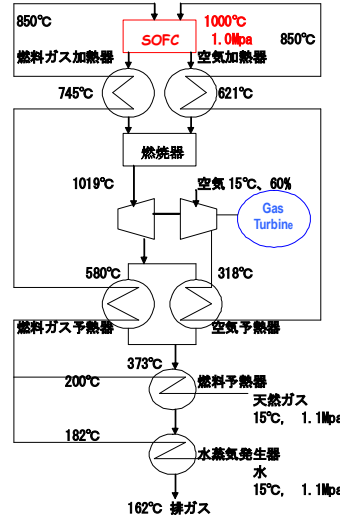 850℃
1000℃
SOFC
1.0Mpa
850℃
燃料ガス加熱器
空気加熱器
745℃
621℃
燃焼器
1019℃
空気15℃、60%
Gas
Turbine
580℃
318℃
燃料ガス予熱器
空気予熱器
373℃
200℃
燃料予熱器
天然ガス
15℃, 1.1Mpa
182℃
水蒸気発生器
水
15℃, 1.1Mpa
162℃ 排ガス